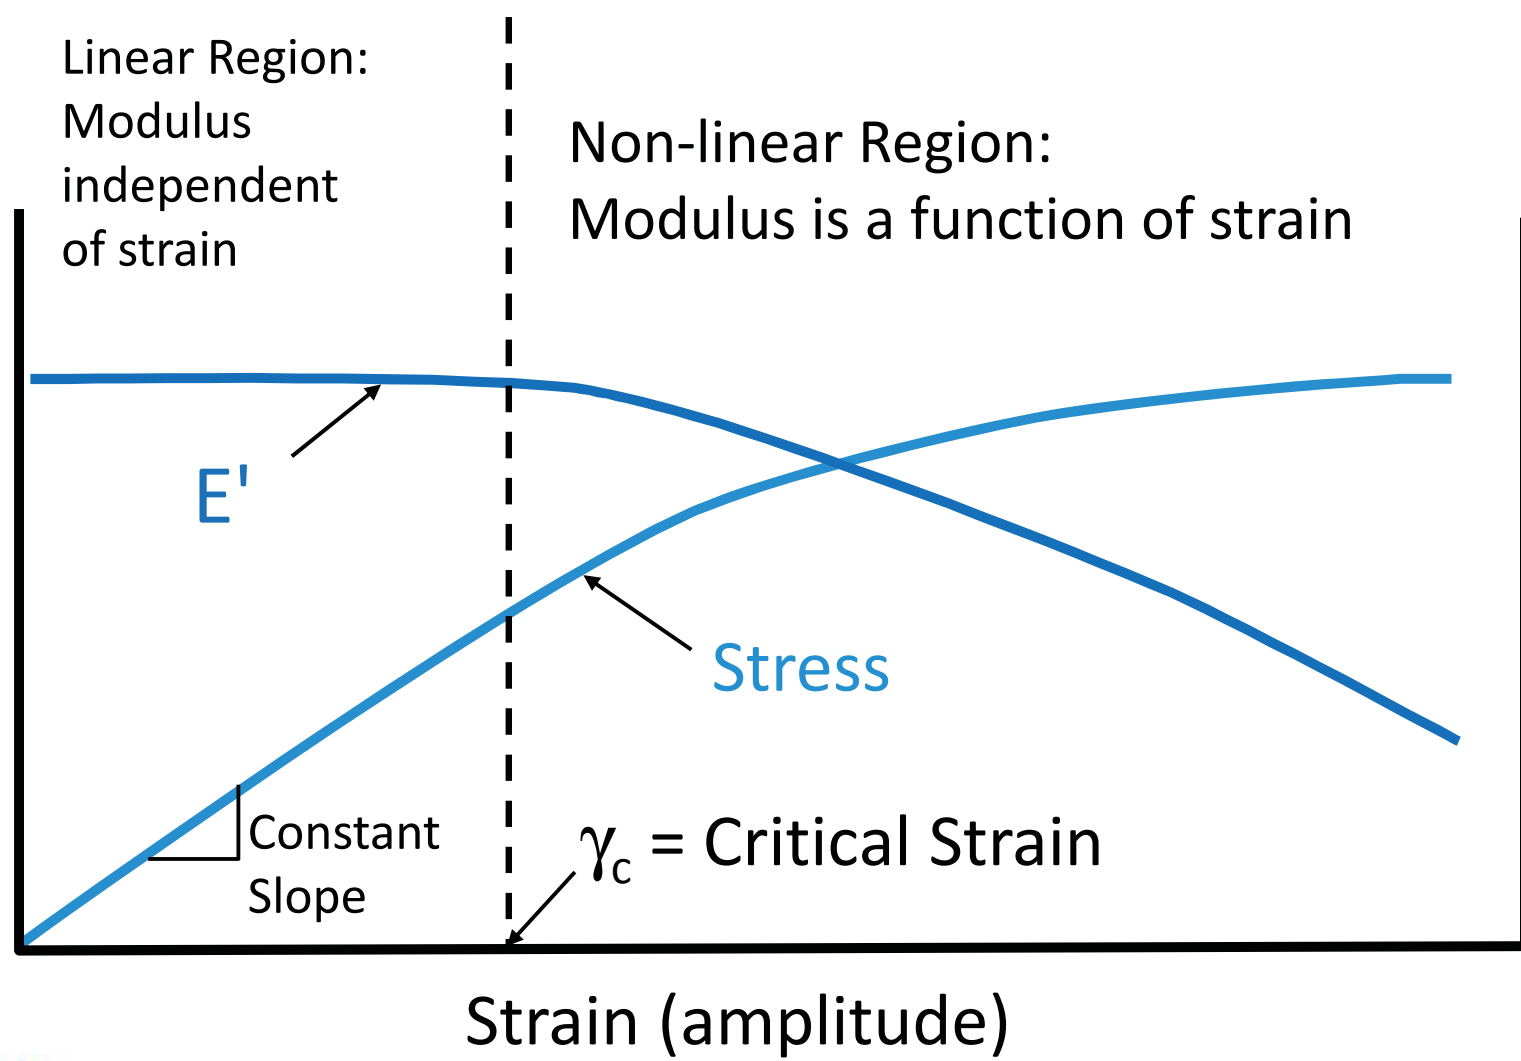 Linear Region:
Modulus
independent
of strain
Non-linear Region:
Modulus is a function of strain
E'
Stress
Constant
Slope
γc = Critical Strain
Strain (amplitude)